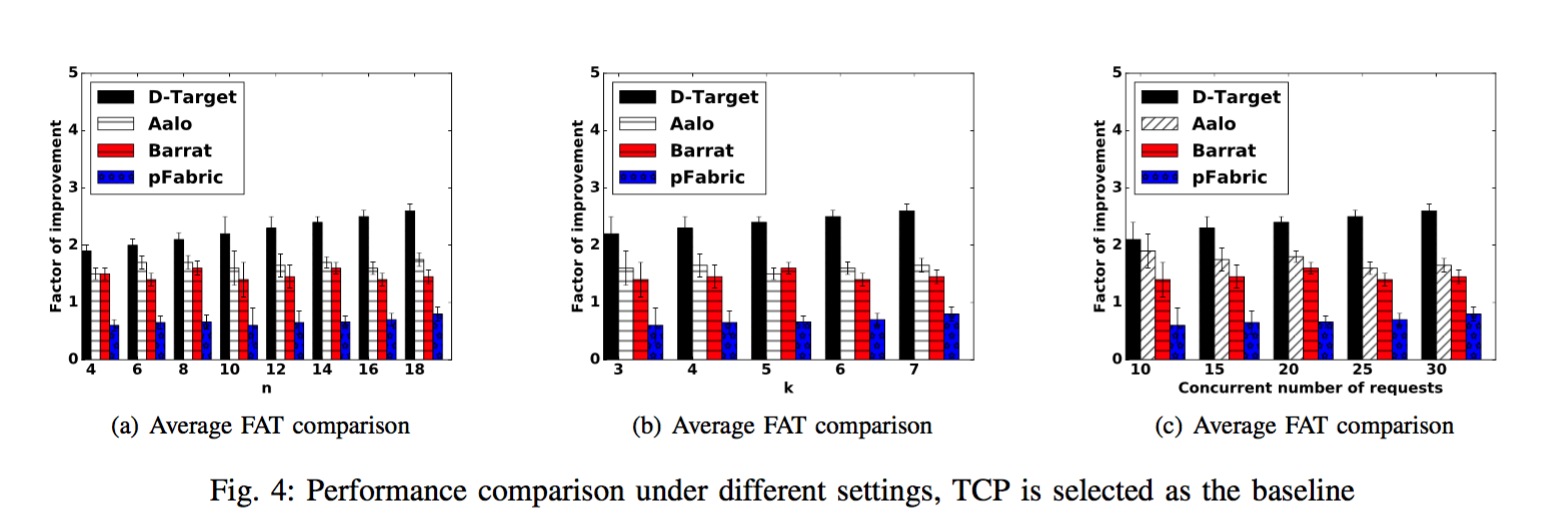 5
4
3
2
1
0
Factor of improvement
D-Target
Aalo
Barrat
pFabric
4 6 8 10 12 14 16 18
n
(a) Average FAT comparison
5
4
3
2
1
0
Factor of improvement
D-Target
Aalo
Barrat
pFabric
3 4 5 6 7
k
(b) Average FAT comparison
5
4
3
2
1
0
Factor of improvement
D-Target
Aalo
Barrat
pFabric
10 15 20 25 30
Concurrent number of requests
(c) Average FAT comparison
Fig. 4: Performance comparison under different settings, TCP is selected as the baseline